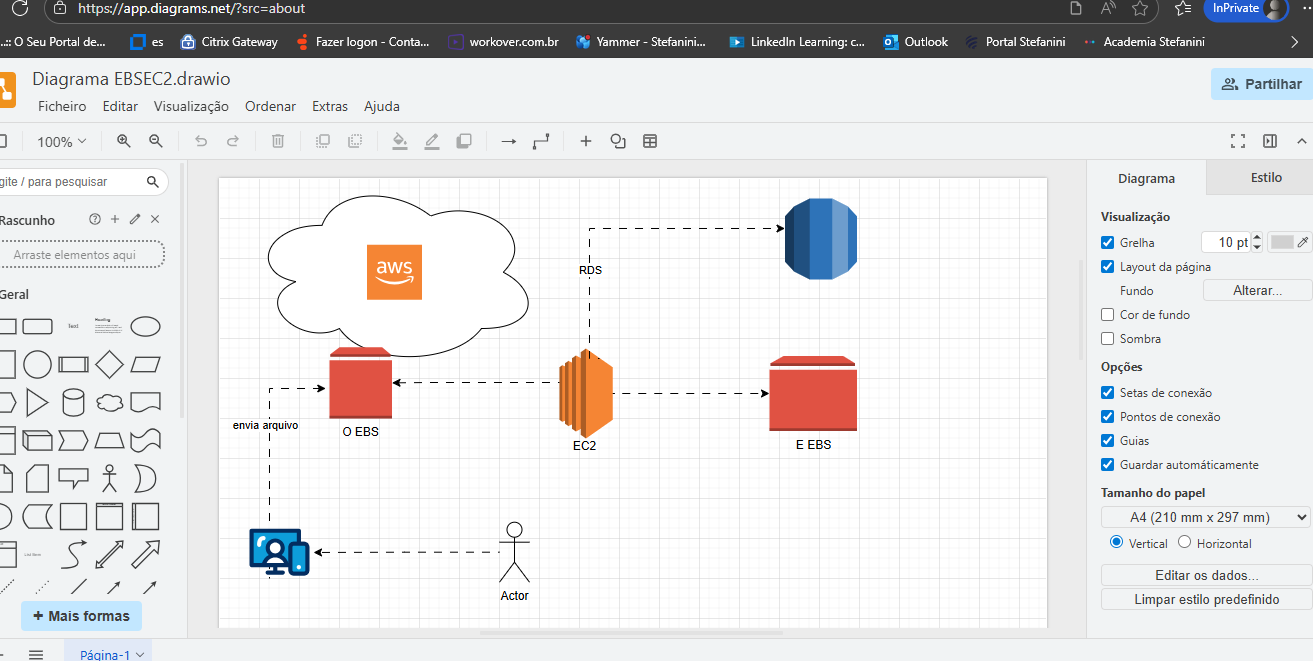 https://app.diagrams.net/?src=about
InPrivate
..:: O Seu Portal de...
es
Citrix Gateway
Fazer logon - Conta...
workover.com.br
Yammer - Stefanini...
LinkedIn Learning: c...
Outlook
Portal Stefanini
Academia Stefanini
Diagrama EBSEC2.drawio
Partilhar
Ficheiro Editar Visualização Ordenar Extras Ajuda
100%
gite / para pesquisar
Rascunho
Arraste elementos aqui
Geral
Text
Heading
List Item
+ Mais formas
Página-1
aws
RDS
envia arquivo
O EBS
EC2
E EBS
Actor
Diagrama
Estilo
Visualização
Grelha
10 pt
Layout da página
Fundo
Alterar...
Cor de fundo
Sombra
Opções
Setas de conexão
Pontos de conexão
Guias
Guardar automáticamente
Tamanho do papel
A4 (210 mm x 297 mm)
Vertical Horizontal
Editar os dados...
Limpar estilo predefinido